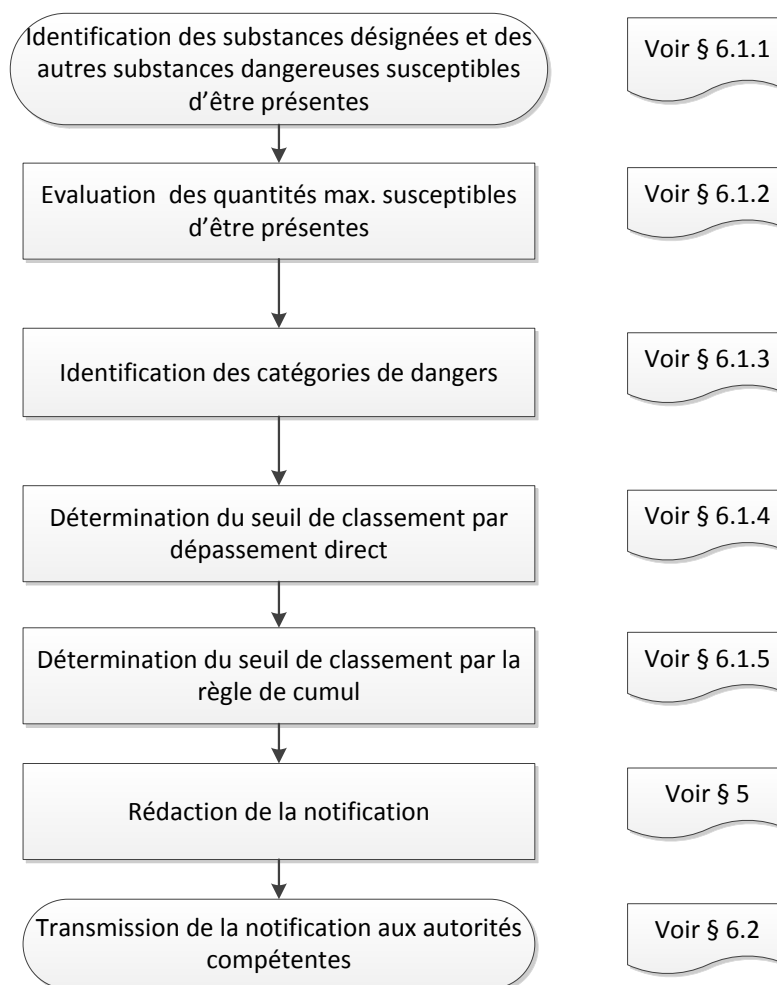 Identification des substances désignées et des
autres substances dangereuses susceptibles
d’être présentes
Voir § 6.1.1
Evaluation  des quantités max. susceptibles
d’être présentes
Voir § 6.1.2
Identification des catégories de dangers
Voir § 6.1.3
Détermination du seuil de classement par
dépassement direct
Voir § 6.1.4
Détermination du seuil de classement par la
règle de cumul
Voir § 6.1.5
Rédaction de la notification
Voir § 5
Transmission de la notification aux autorités
compétentes
Voir § 6.2